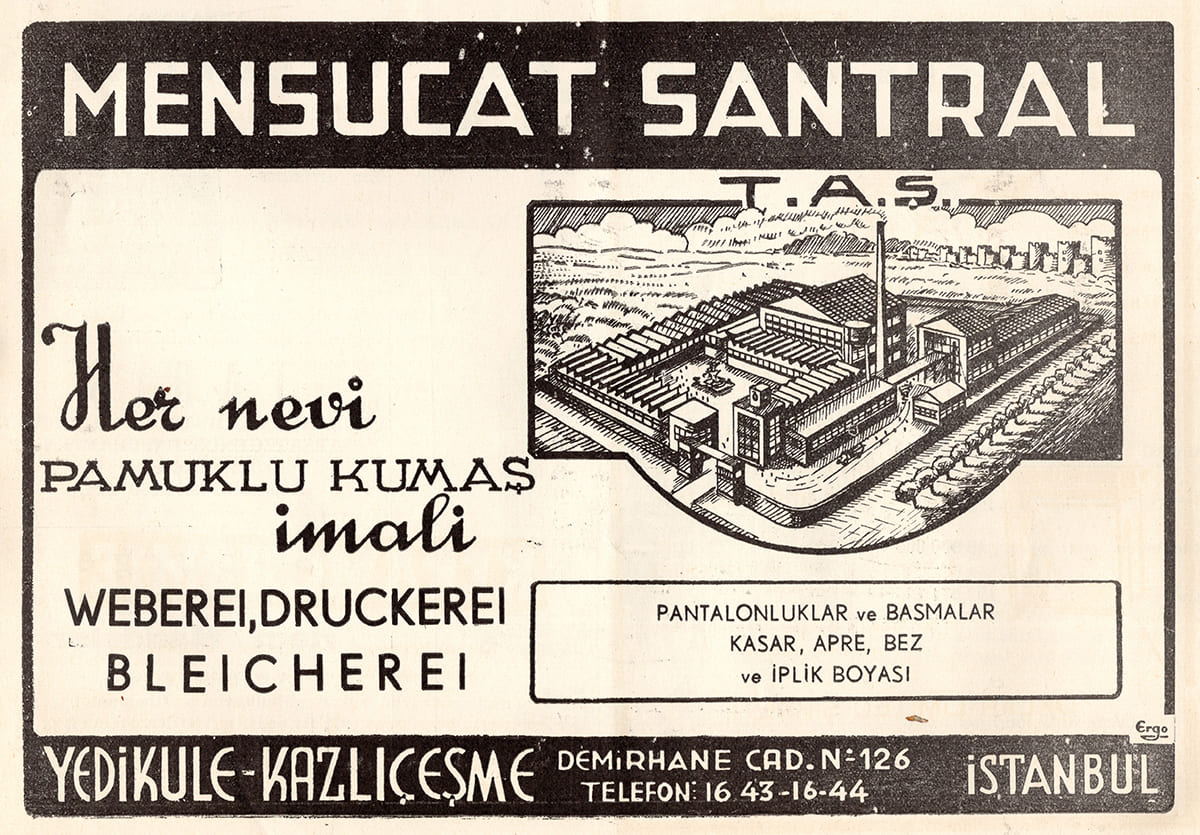 MENSUCAT SANTRAL
T.A.Ş.
Her nevi
PAMUKLU KUMAŞ
imali
WEBEREI, DRUCKEREI
BLEICHEREI
PANTALONLUKLAR ve BASMALAR
KASAR, APRE, BEZ
ve İPLİK BOYASI
Ergo
YEDİKULE-KAZLIÇEŞME
DEMİRHANE CAD. No-126
TELEFON: 16 43-16-44
İSTANBUL